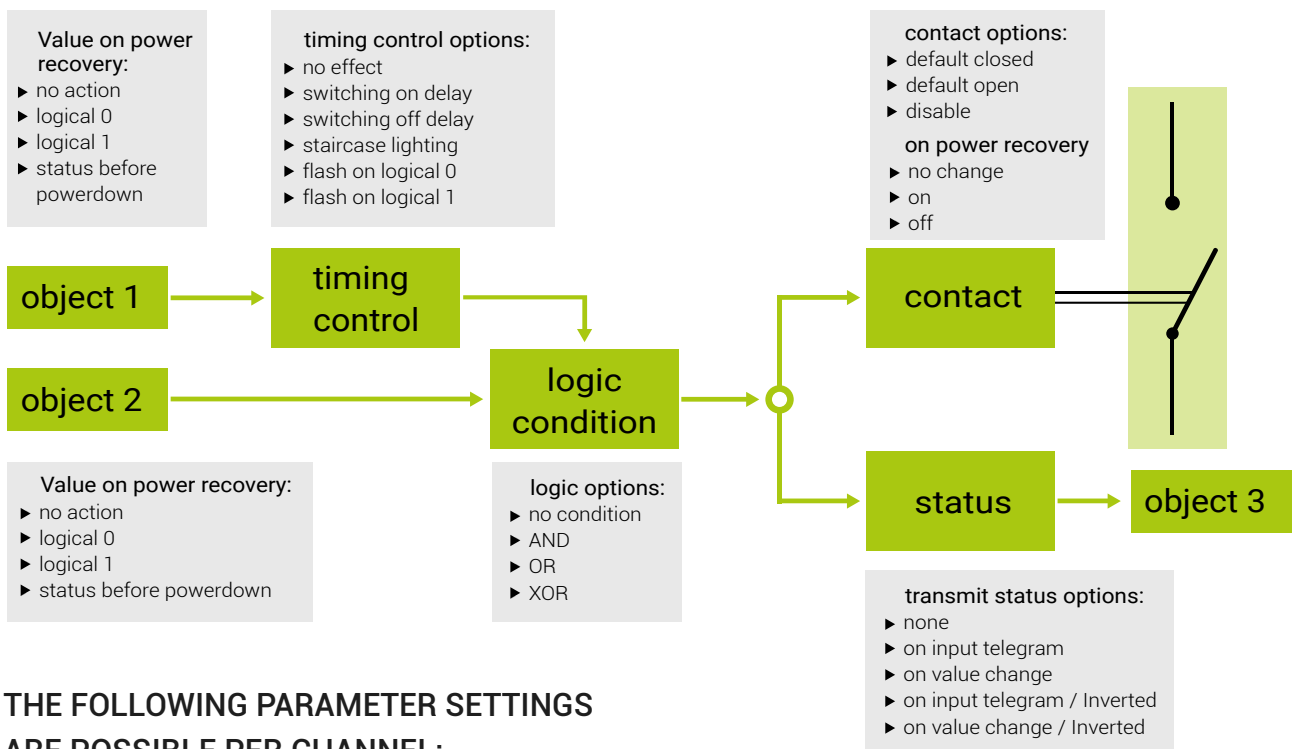 Value on power
recovery:
▶ no action
▶ logical 0
▶ logical 1
▶ status before
powerdown
timing control options:
▶ no effect
▶ switching on delay
▶ switching off delay
▶ staircase lighting
▶ flash on logical 0
▶ flash on logical 1
contact options:
▶ default closed
▶ default open
▶ disable
on power recovery
▶ no change
▶ on
▶ off
object 1
timing
control
contact
object 2
logic
condition
status
object 3
Value on power recovery:
▶ no action
▶ logical 0
▶ logical 1
▶ status before powerdown
logic options:
▶ no condition
▶ AND
▶ OR
▶ XOR
transmit status options:
▶ none
▶ on input telegram
▶ on value change
▶ on input telegram / Inverted
▶ on value change / Inverted
THE FOLLOWING PARAMETER SETTINGS
ARE POSSIBLE PER CHANNEL: